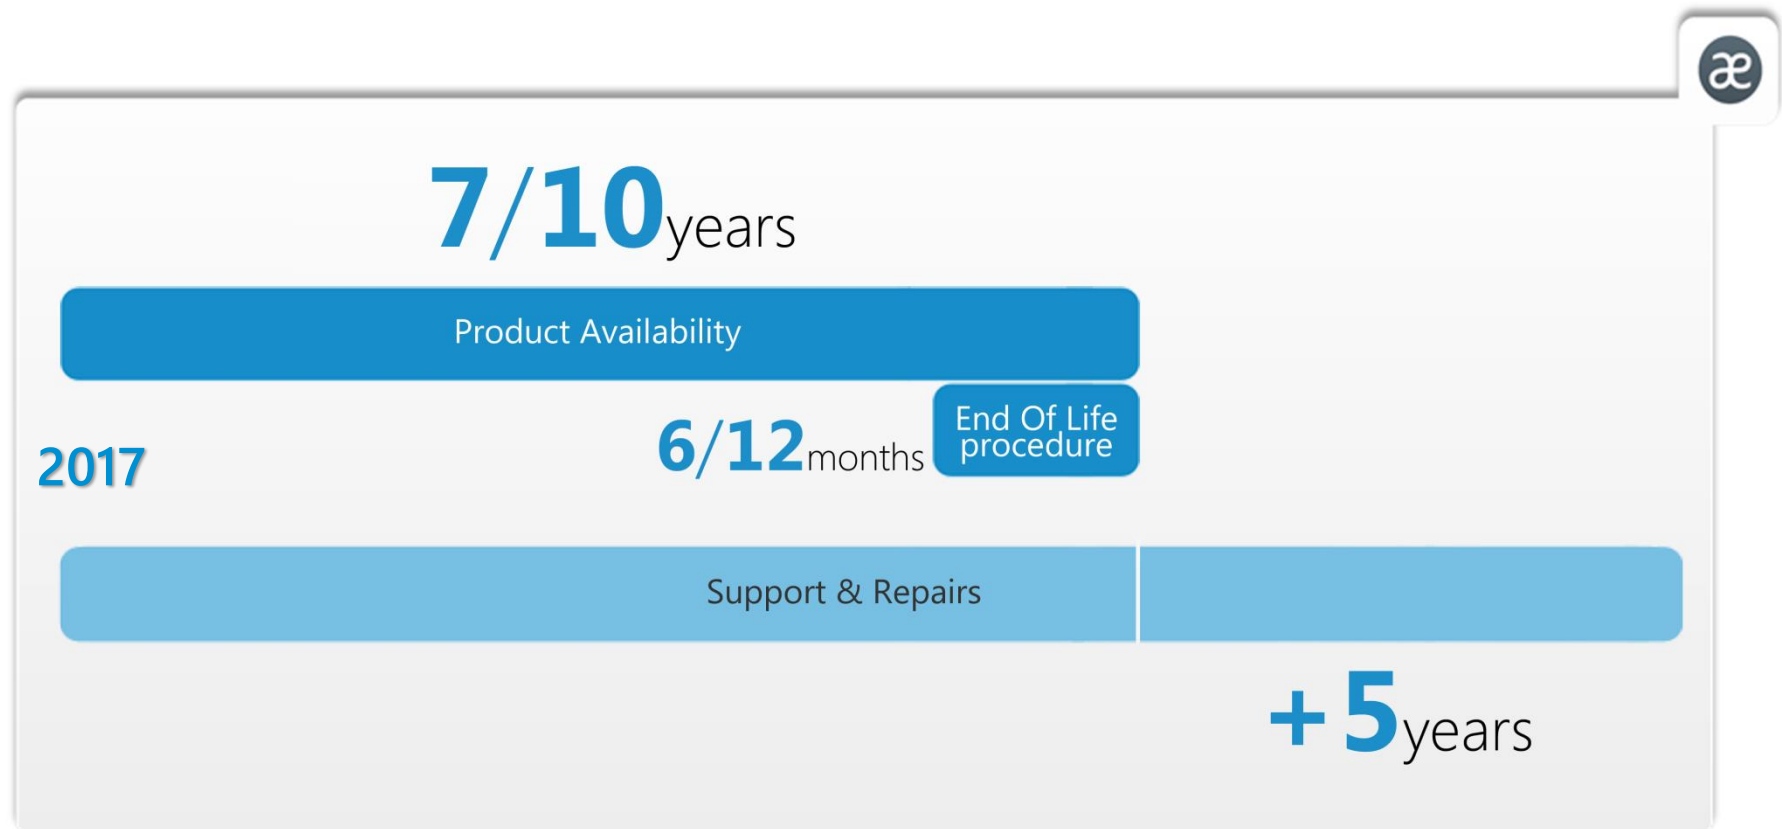 æ
7/10years
Product Availability
6/12months
End Of Life
procedure
2017
Support & Repairs
+5years